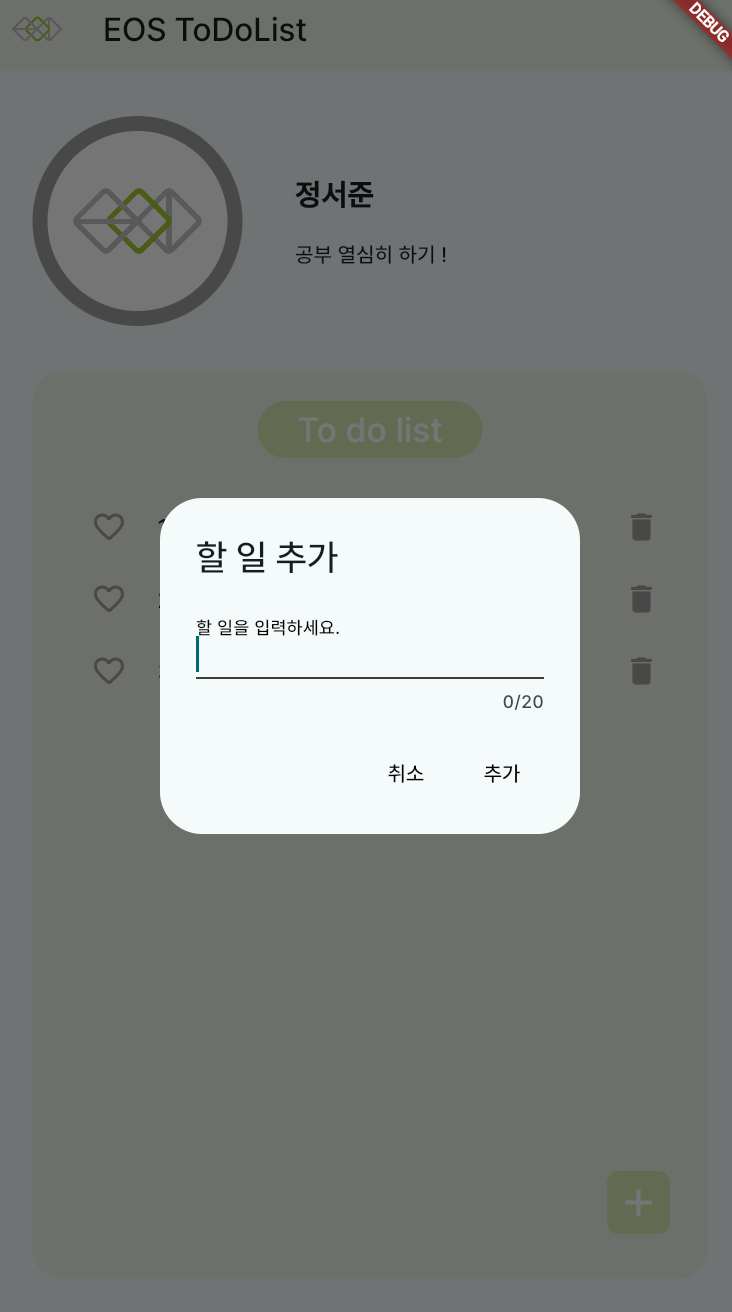 EOS ToDoList
DEBUG
정서준
공부 열심히 하기 !
To do list
할 일 추가
할 일을 입력하세요.
0/20
취소 추가